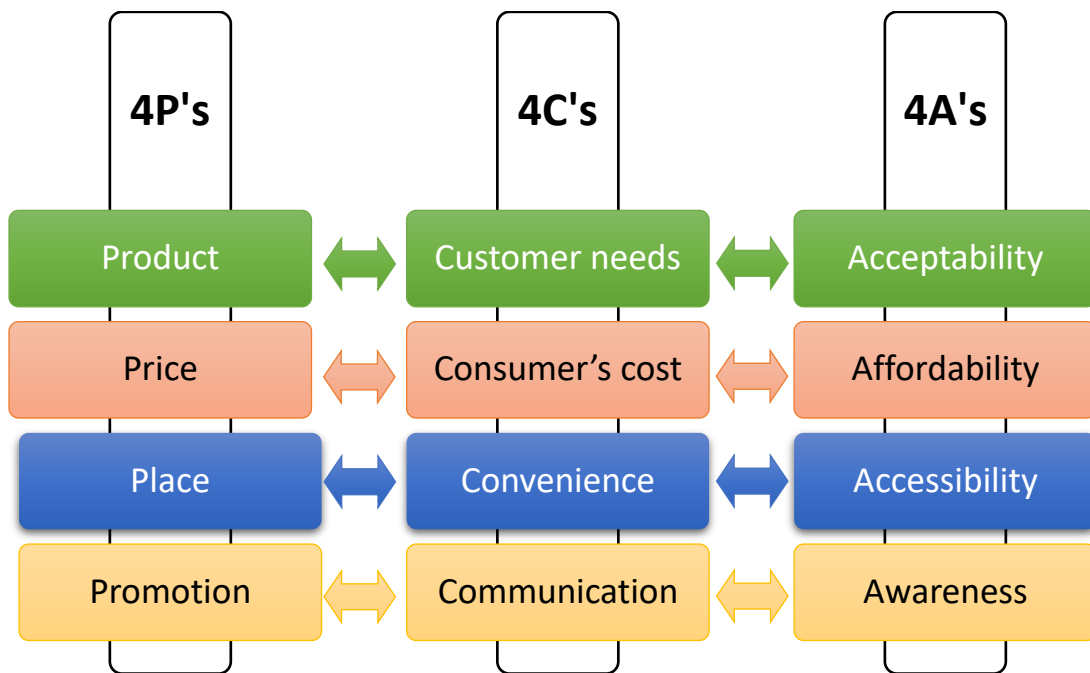 4P's 4C's 4A's
Product Customer needs Acceptability
Price Consumer’s cost Affordability
Place Convenience Accessibility
Promotion Communication Awareness